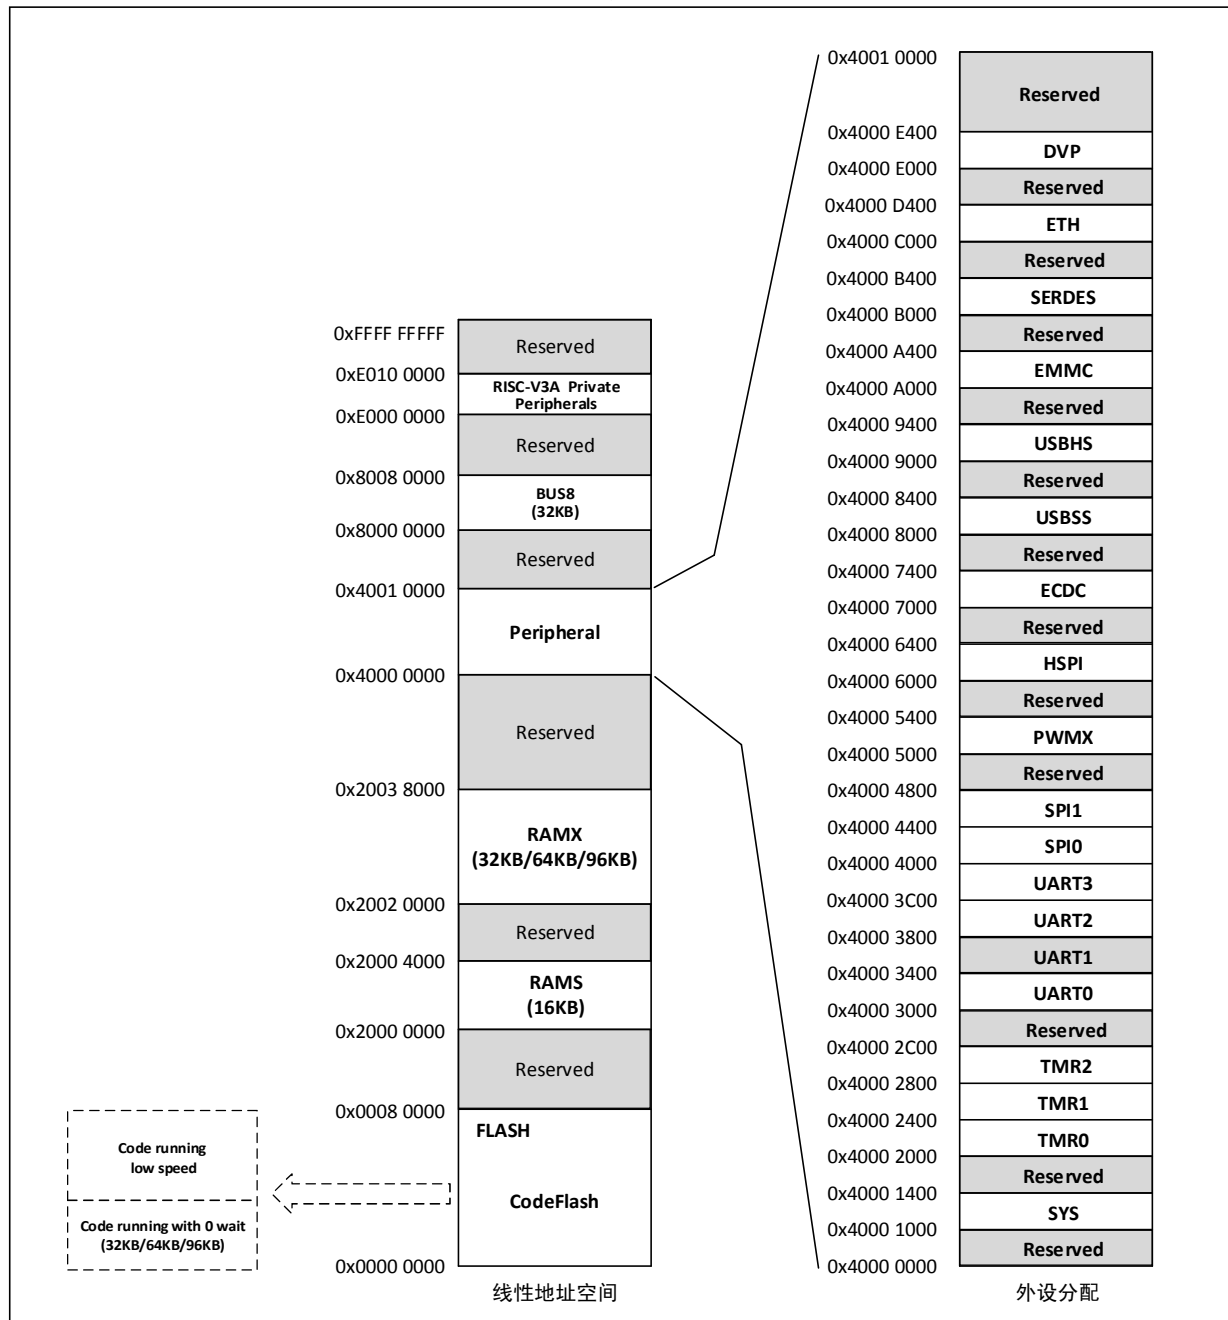 0x4001 0000
Reserved
0x4000 E400
DVP
0x4000 E000
Reserved
0x4000 D400
ETH
0x4000 C000
Reserved
0x4000 B400
SERDES
0x4000 B000
Reserved
0x4000 A400
EMMC
0x4000 A000
Reserved
0x4000 9400
USBHS
0x4000 9000
Reserved
0x4000 8400
USBSS
0x4000 8000
Reserved
0x4000 7400
ECDC
0x4000 7000
Reserved
0x4000 6400
HSPI
0x4000 6000
Reserved
0x4000 5400
PWMX
0x4000 5000
Reserved
0x4000 4800
SPI1
0x4000 4400
SPI0
0x4000 4000
UART3
0x4000 3C00
UART2
0x4000 3800
UART1
0x4000 3400
UART0
0x4000 3000
Reserved
0x4000 2C00
TMR2
0x4000 2800
TMR1
0x4000 2400
TMR0
0x4000 2000
Reserved
0x4000 1400
SYS
0x4000 1000
Reserved
0x4000 0000
外设分配
0xFFFF FFFFF
Reserved
0xE010 0000
RISC-V3A Private
Peripherals
0xE000 0000
Reserved
0x8008 0000
BUS8
(32KB)
0x8000 0000
Reserved
0x4001 0000
Peripheral
0x4000 0000
Reserved
0x2003 8000
RAMX
(32KB/64KB/96KB)
0x2002 0000
Reserved
0x2000 4000
RAMS
(16KB)
0x2000 0000
Reserved
0x0008 0000
FLASH
CodeFlash
0x0000 0000
线性地址空间
Code running
low speed
Code running with 0 wait
(32KB/64KB/96KB)